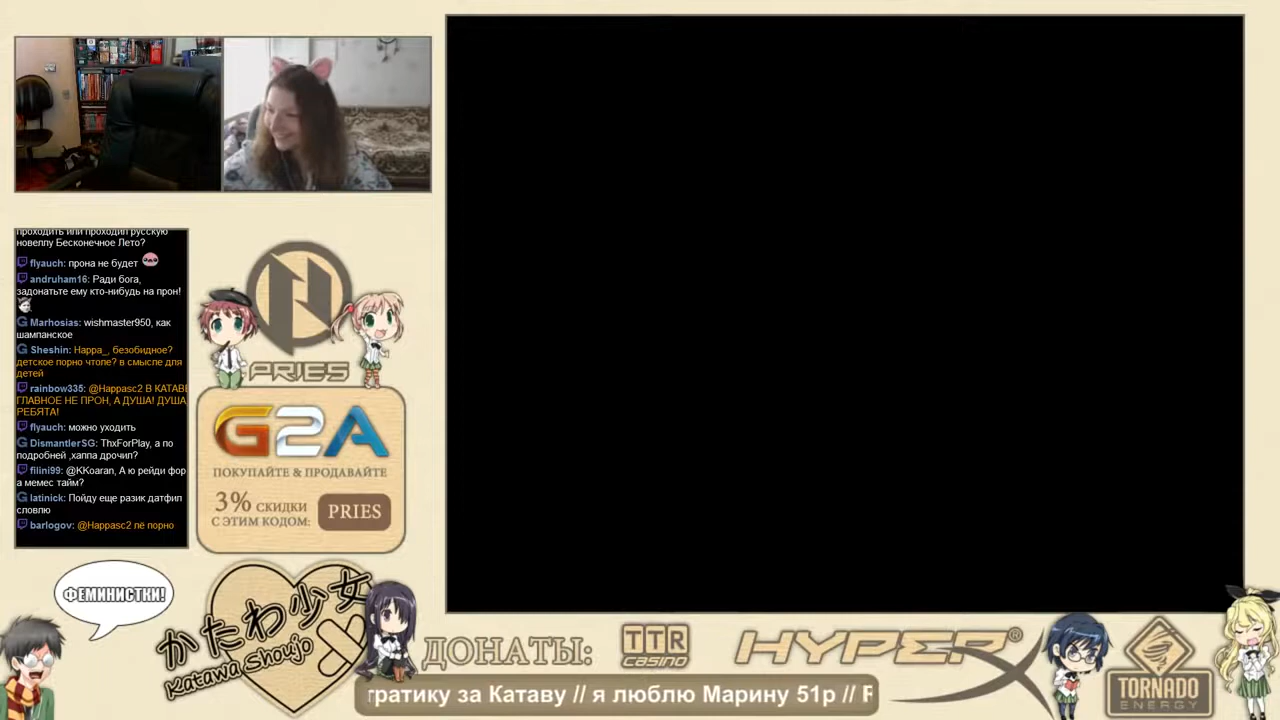 проходить или проходил русскую
новеллу Бесконечное Лето?
flyauch: прона не будет
andruham16: Ради бога,
задонатьте ему кто-нибудь на прон!
Marhosias: wishmaster950, как
шампанское
Sheshin: Happa_, безобидное?
детское порно чтопе? в смысле для
детей
rainbow335: @Happasc2 В КАТАВЕ
ГЛАВНОЕ НЕ ПРОН, А ДУША! ДУША,
РЕБЯТА!
flyauch: можно уходить
DismantlerSG: ThxForPlay, а по
подробней ,хаппа дрочил?
filini99: @KKoaran, А ю рейди фор
а мемес тайм?
latinick: Пойду еще разик датфил
словлю
barlogov: @Happasc2 лё порно
PRIES
G2A
ПОКУПАЙТЕ & ПРОДАВАЙТЕ
3% СКИДКИ
С ЭТИМ КОДОМ:
PRIES
ФЕМИНИСТКИ!
かたわ少女
Katawa Shoujo
ДОНАТЫ:
TTR
CASINO
HYPERX®
TORNADO
ENERGY
гратику за Катаву // я люблю Марину 51р //